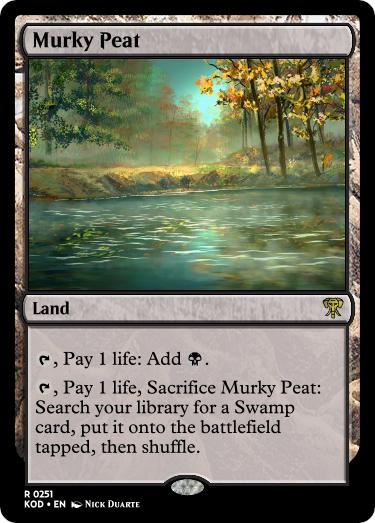 Murky Peat
Land
, Pay 1 life: Add .
, Pay 1 life, Sacrifice Murky Peat:
Search your library for a Swamp
card, put it onto the battlefield
tapped, then shuffle.
R 0251
KOD • EN Nick Duarte